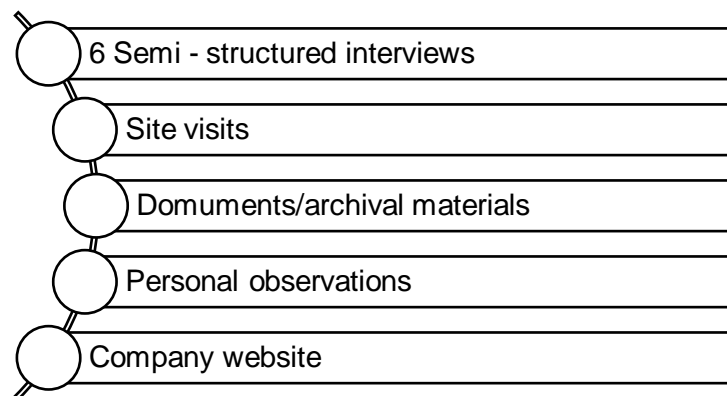 6 Semi - structured interviews
Site visits
Domuments/archival materials
Personal observations
Company website